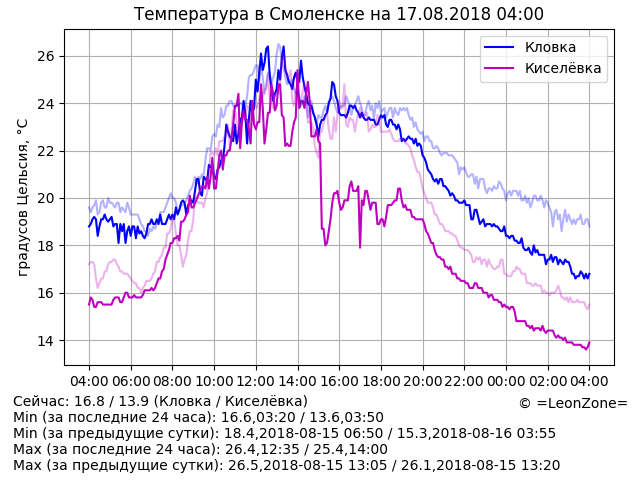 Температура в Смоленске на 17.08.2018 04:00
градусов Цельсия, °C
26
24
22
20
18
16
14
Кловка
Киселёвка
04:00 06:00 08:00 10:00 12:00 14:00 16:00 18:00 20:00 22:00 00:00 02:00 04:00
Сейчас: 16.8 / 13.9 (Кловка / Киселёвка)
© =LeonZone=
Min (за последние 24 часа): 16.6,03:20 / 13.6,03:50
Min (за предыдущие сутки): 18.4,2018-08-15 06:50 / 15.3,2018-08-16 03:55
Max (за последние 24 часа): 26.4,12:35 / 25.4,14:00
Max (за предыдущие сутки): 26.5,2018-08-15 13:05 / 26.1,2018-08-15 13:20